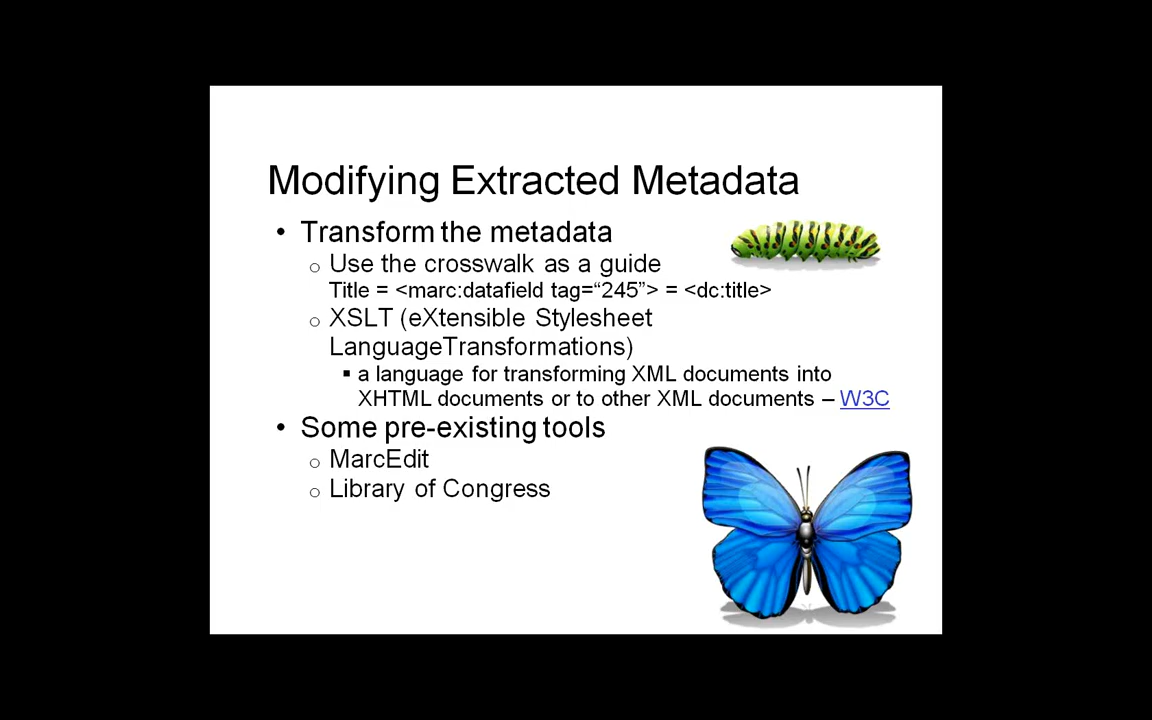 Modifying Extracted Metadata
• Transform the metadata
o Use the crosswalk as a guide
Title = <marc:datafield tag=“245”> = <dc:title>
o XSLT (eXtensible Stylesheet
LanguageTransformations)
▪ a language for transforming XML documents into
XHTML documents or to other XML documents – W3C
• Some pre-existing tools
o MarcEdit
o Library of Congress